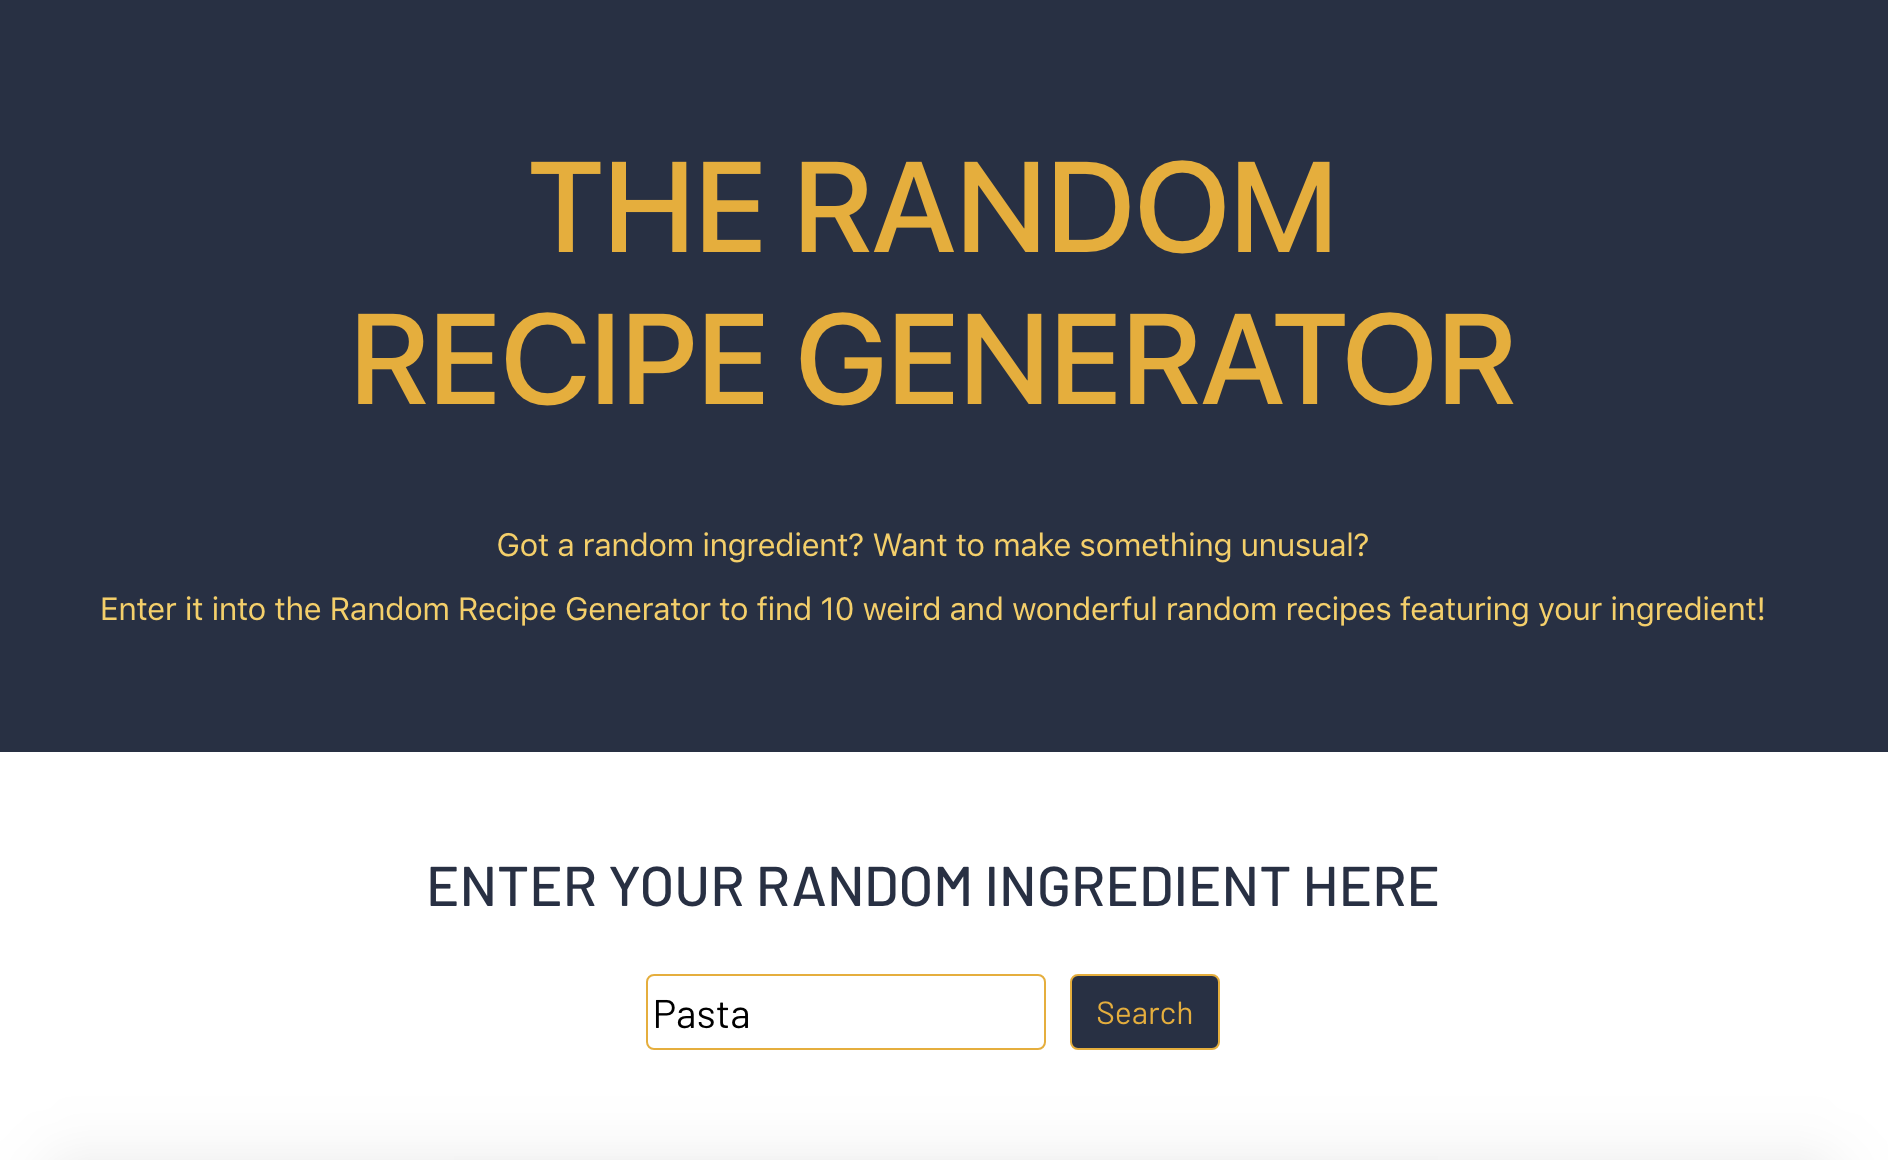 THE RANDOM
RECIPE GENERATOR
Got a random ingredient? Want to make something unusual?
Enter it into the Random Recipe Generator to find 10 weird and wonderful random recipes featuring your ingredient!
ENTER YOUR RANDOM INGREDIENT HERE
Pasta
Search